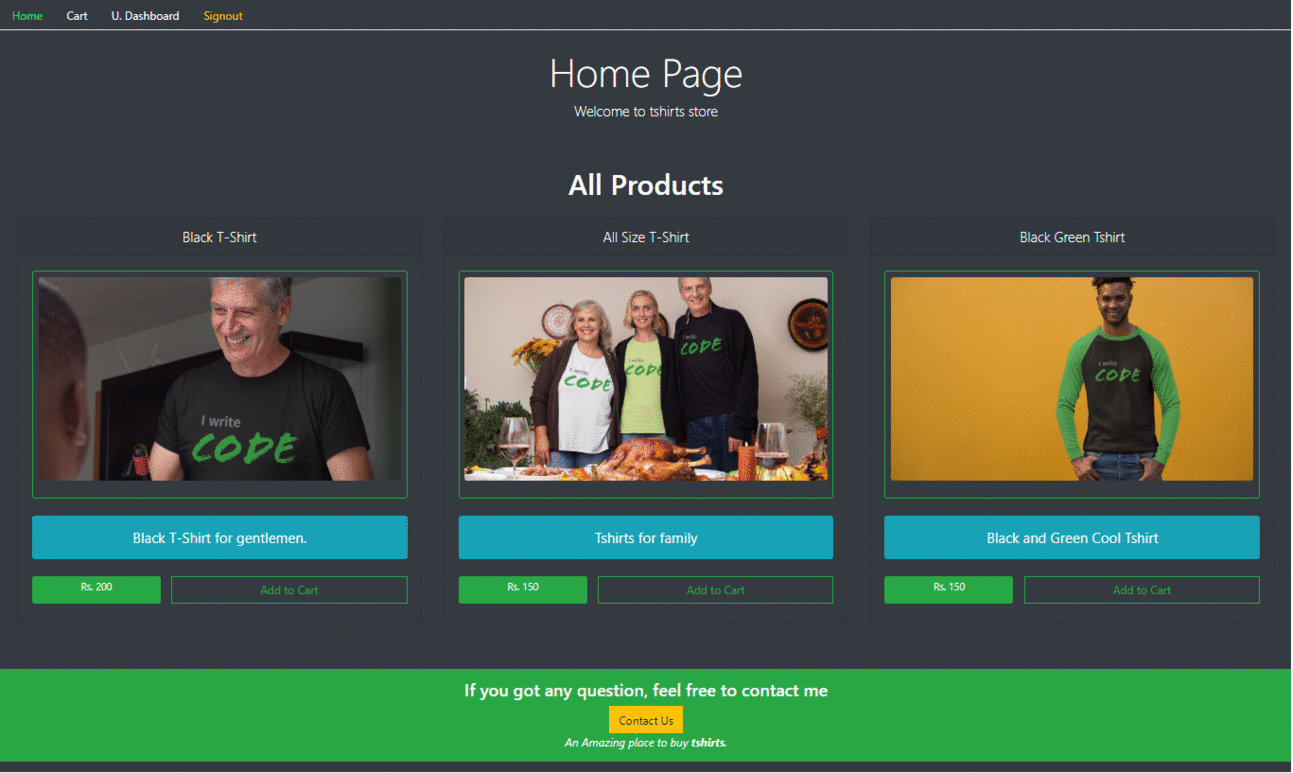 Home Cart U. Dashboard Signout
Home Page
Welcome to tshirts store
All Products
Black T-Shirt
All Size T-Shirt
Black Green Tshirt
I write
CODE
I write
CODE
I write
CODE
CODE
I write
CODE
Black T-Shirt for gentlemen.
Tshirts for family
Black and Green Cool Tshirt
Rs. 200 Add to Cart
Rs. 150 Add to Cart
Rs. 150 Add to Cart
If you got any question, feel free to contact me
Contact Us
An Amazing place to buy tshirts.